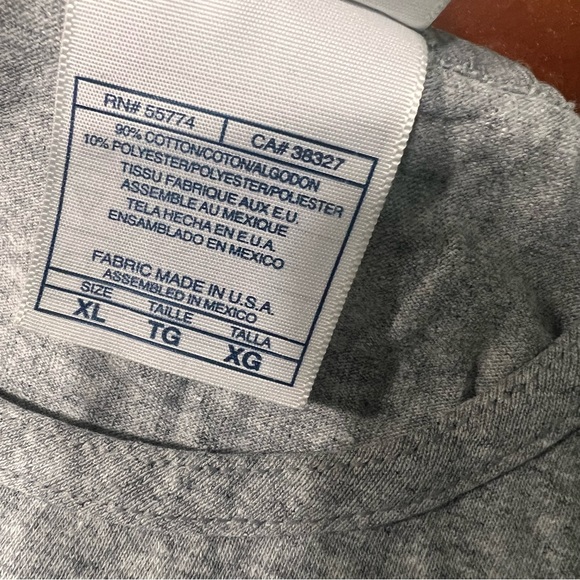 RN# 55774 CA# 38327
90% COTTON/COTON/ALGODON
10% POLYESTER/POLYESTER/POLIESTER
TISSU FABRIQUE AUX E.U.
ASSEMBLE AU MEXIQUE
TELA HECHA EN E.U.A.
ENSAMBLADO EN MEXICO
FABRIC MADE IN U.S.A.
ASSEMBLED IN MEXICO
SIZE TAILLE TALLA
XL TG XG